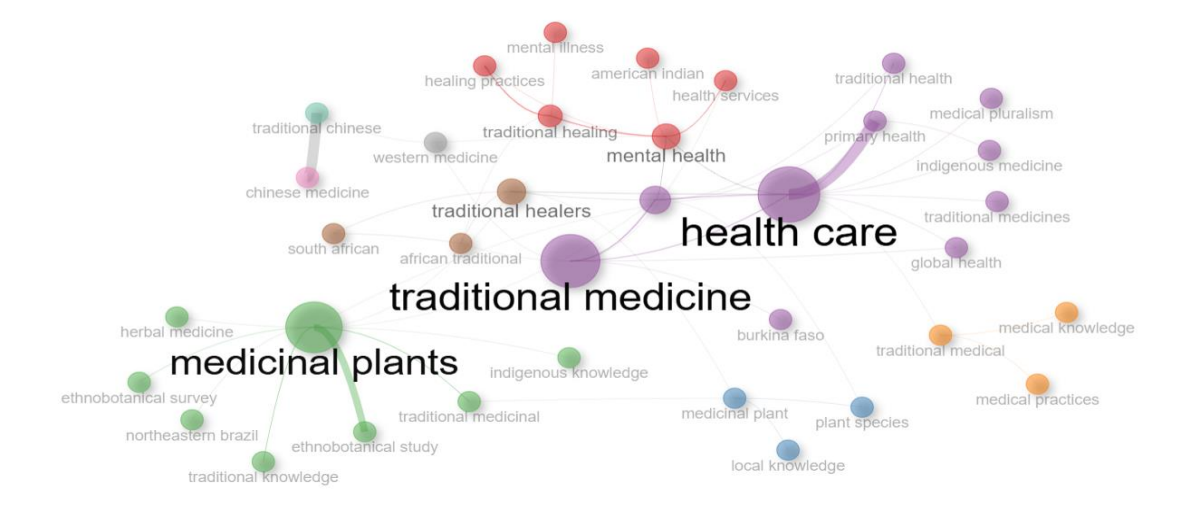 mental illness
healing practices
american indian
traditional health
health services
medical pluralism
traditional chinese
traditional healing
primary health
western medicine
mental health
indigenous medicine
chinese medicine
traditional healers
traditional medicines
health care
south african
african traditional
global health
traditional medicine
herbal medicine
burkina faso
medical knowledge
medicinal plants
traditional medical
indigenous knowledge
ethnobotanical survey
medical practices
traditional medicinal
medicinal plant
plant species
northeastern brazil
ethnobotanical study
local knowledge
traditional knowledge